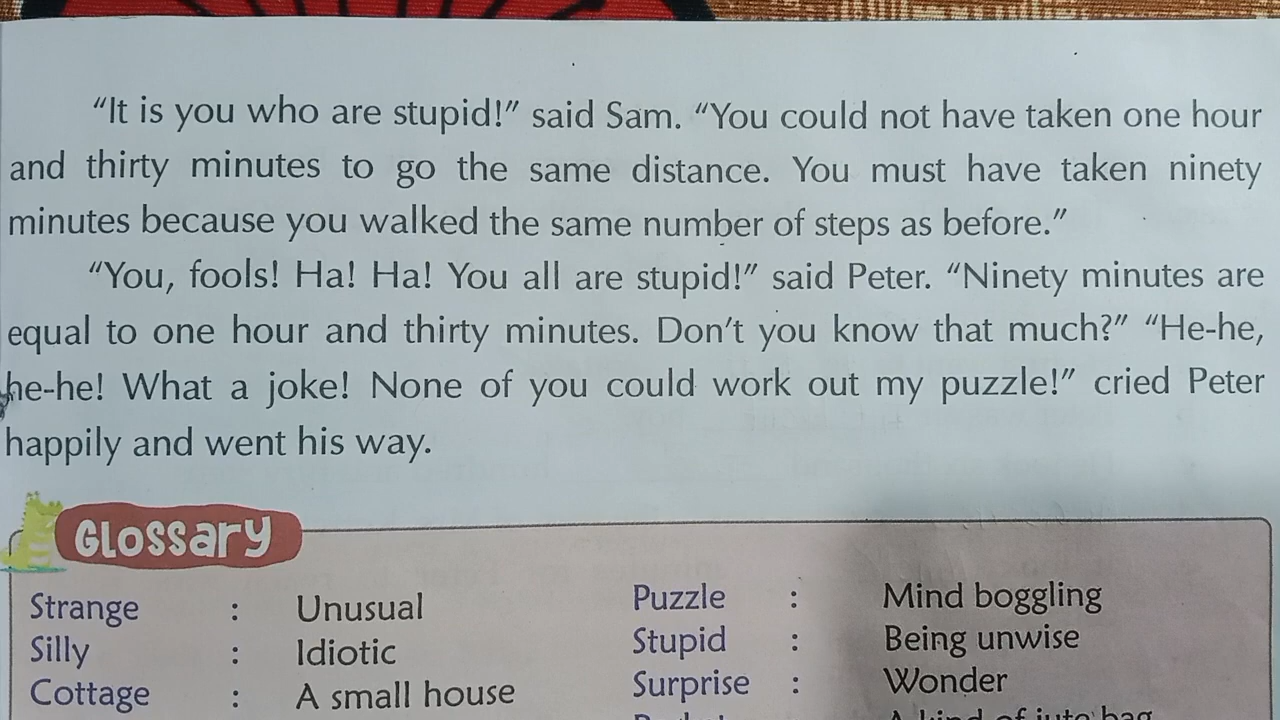 “It is you who are stupid!” said Sam. “You could not have taken one hour
and thirty minutes to go the same distance. You must have taken ninety
minutes because you walked the same number of steps as before.”
“You, fools! Ha! Ha! You all are stupid!” said Peter. “Ninety minutes are
equal to one hour and thirty minutes. Don’t you know that much?” “He-he,
he-he! What a joke! None of you could work out my puzzle!” cried Peter
happily and went his way.
Glossary
Strange : Unusual
Silly : Idiotic
Cottage : A small house
Puzzle : Mind boggling
Stupid : Being unwise
Surprise : Wonder
A kind of jute bag